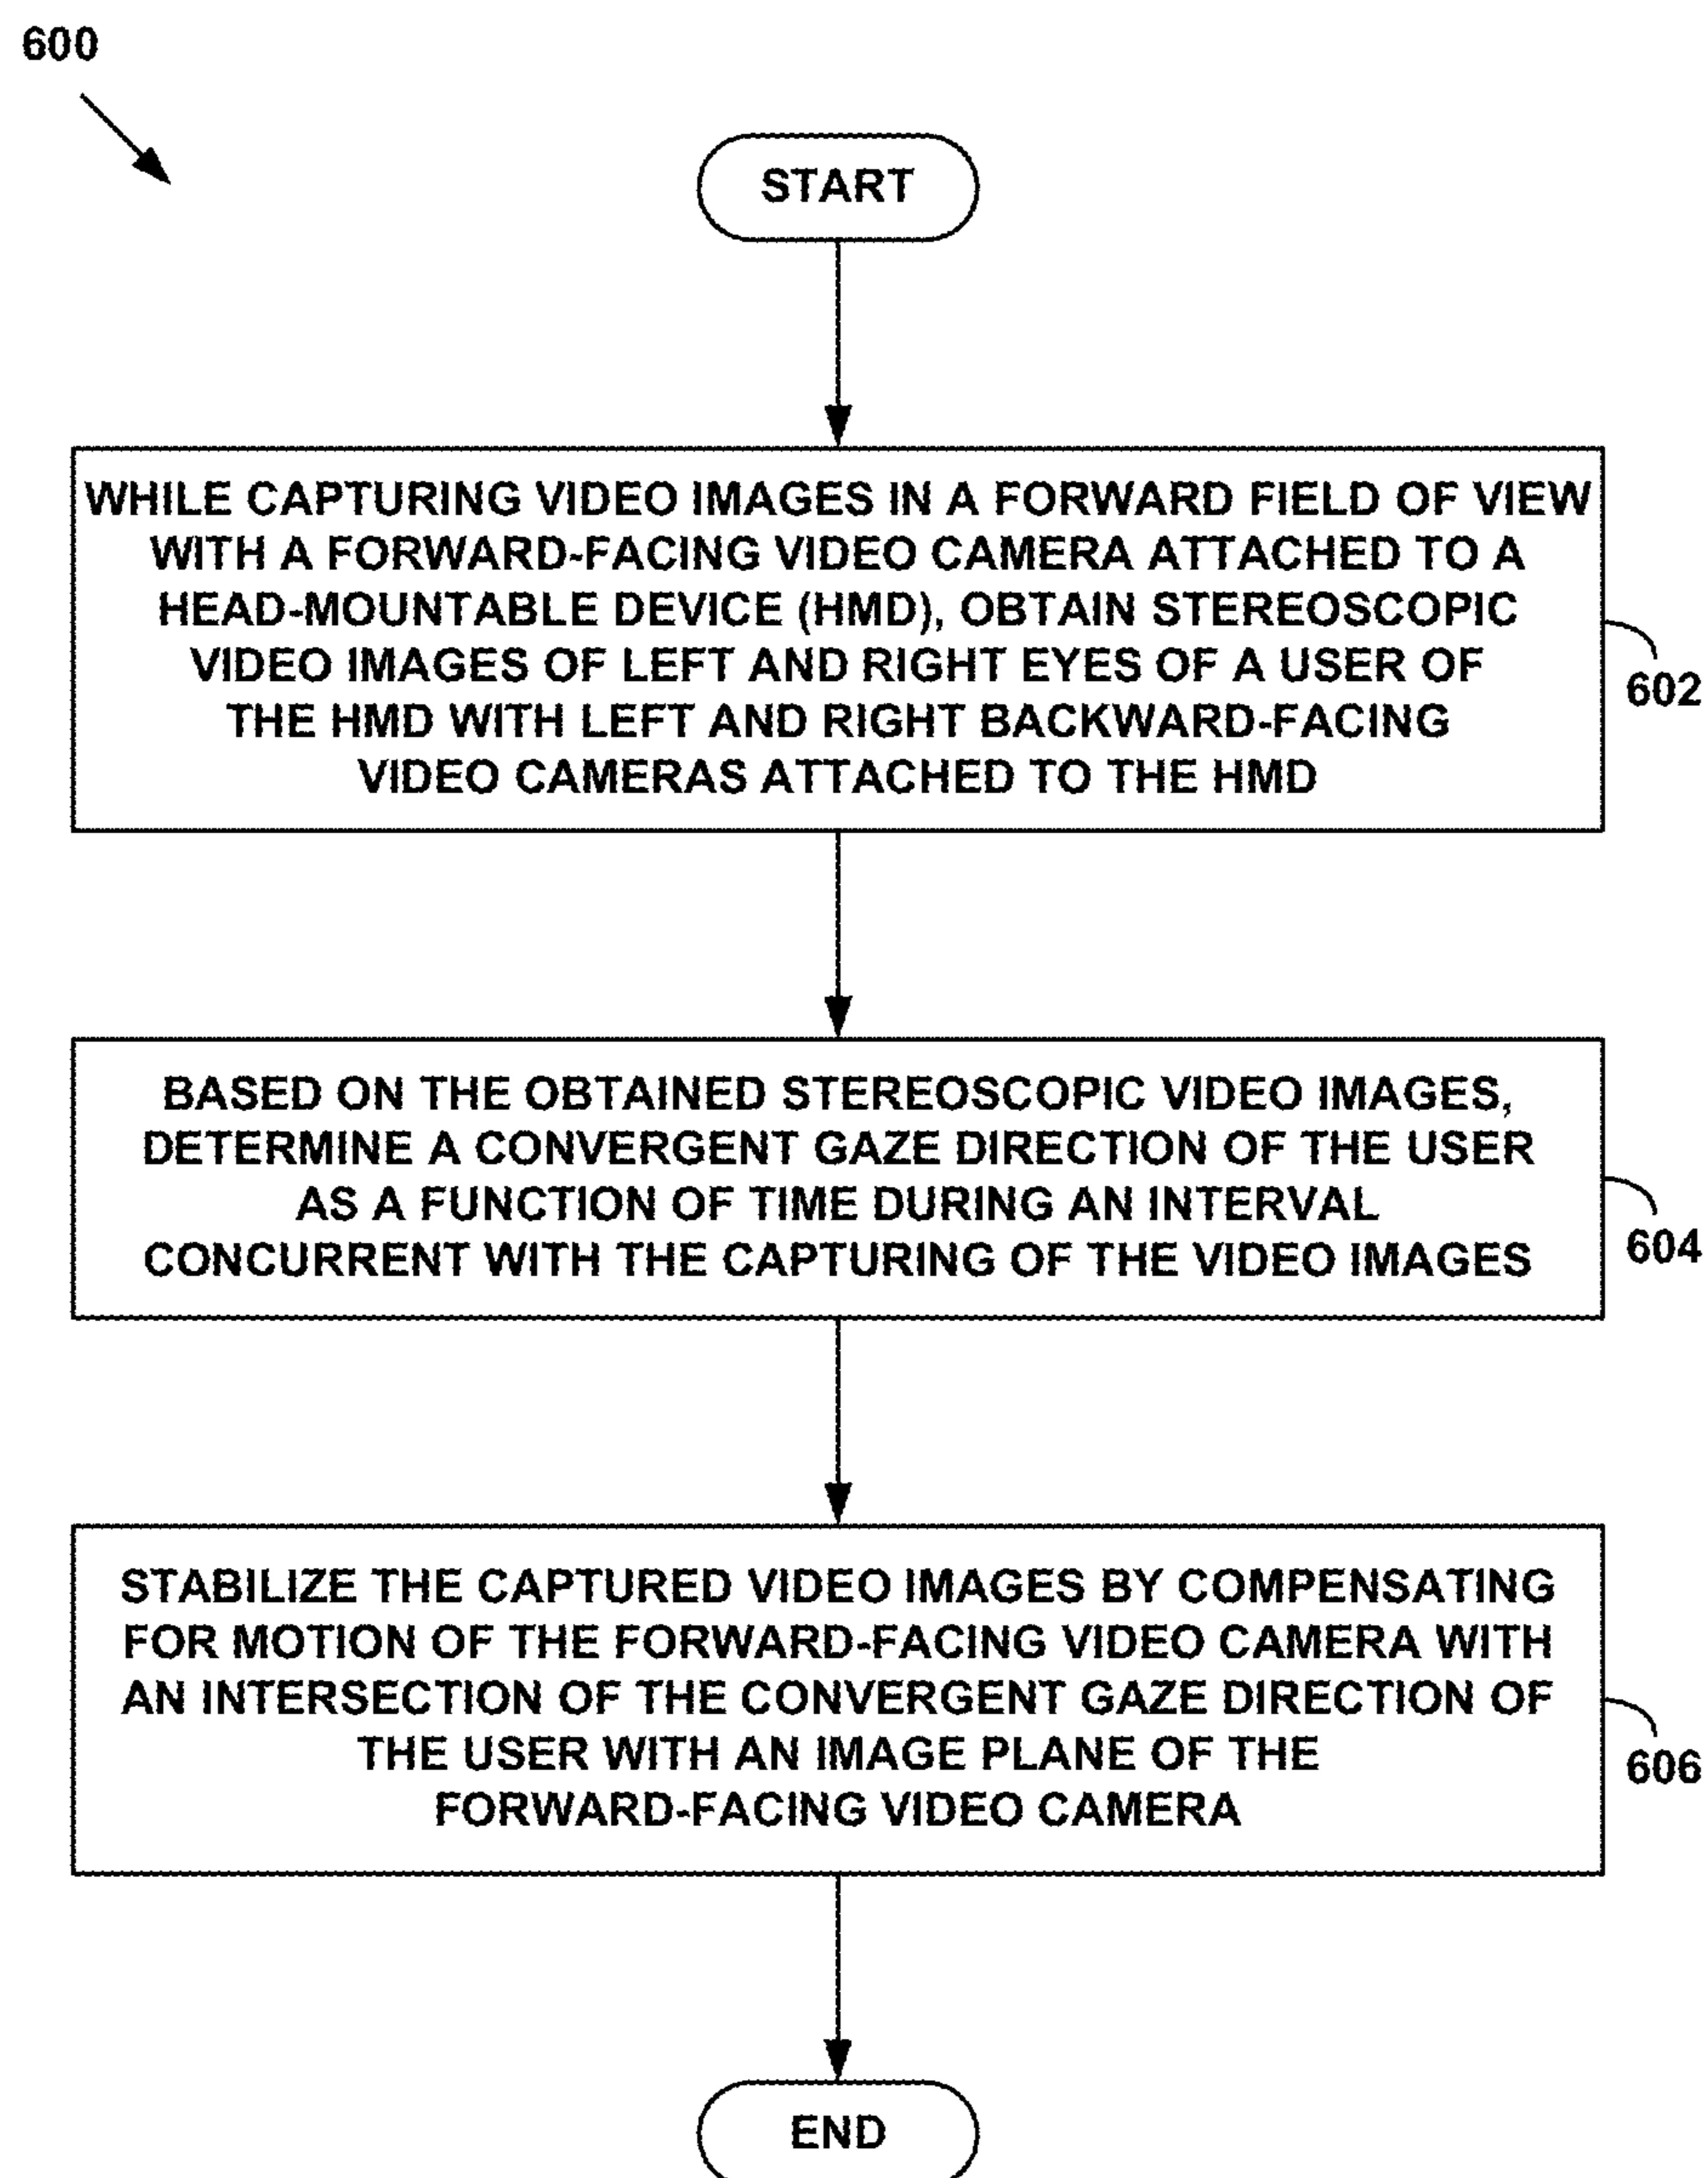 600
START
WHILE CAPTURING VIDEO IMAGES IN A FORWARD FIELD OF VIEW
WITH A FORWARD-FACING VIDEO CAMERA ATTACHED TO A
HEAD-MOUNTABLE DEVICE (HMD), OBTAIN STEREOSCOPIC
VIDEO IMAGES OF LEFT AND RIGHT EYES OF A USER OF
THE HMD WITH LEFT AND RIGHT BACKWARD-FACING
VIDEO CAMERAS ATTACHED TO THE HMD
602
BASED ON THE OBTAINED STEREOSCOPIC VIDEO IMAGES,
DETERMINE A CONVERGENT GAZE DIRECTION OF THE USER
AS A FUNCTION OF TIME DURING AN INTERVAL
CONCURRENT WITH THE CAPTURING OF THE VIDEO IMAGES
604
STABILIZE THE CAPTURED VIDEO IMAGES BY COMPENSATING
FOR MOTION OF THE FORWARD-FACING VIDEO CAMERA WITH
AN INTERSECTION OF THE CONVERGENT GAZE DIRECTION OF
THE USER WITH AN IMAGE PLANE OF THE
FORWARD-FACING VIDEO CAMERA
606
END